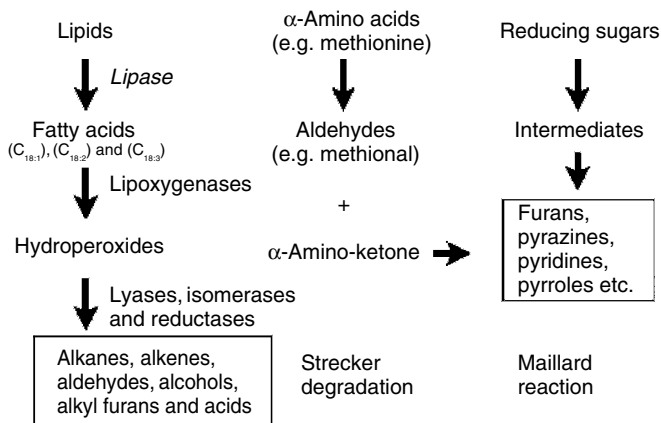 Lipids
Lipase
Fatty acids
(C18:1), (C18:2) and (C18:3)
Lipoxygenases
Hydroperoxides
Lyases, isomerases
and reductases
Alkanes, alkenes,
aldehydes, alcohols,
alkyl furans and acids
α-Amino acids
(e.g. methionine)
Aldehydes
(e.g. methional)
+
α-Amino-ketone
Strecker
degradation
Reducing sugars
Intermediates
Furans,
pyrazines,
pyridines,
pyrroles etc.
Maillard
reaction